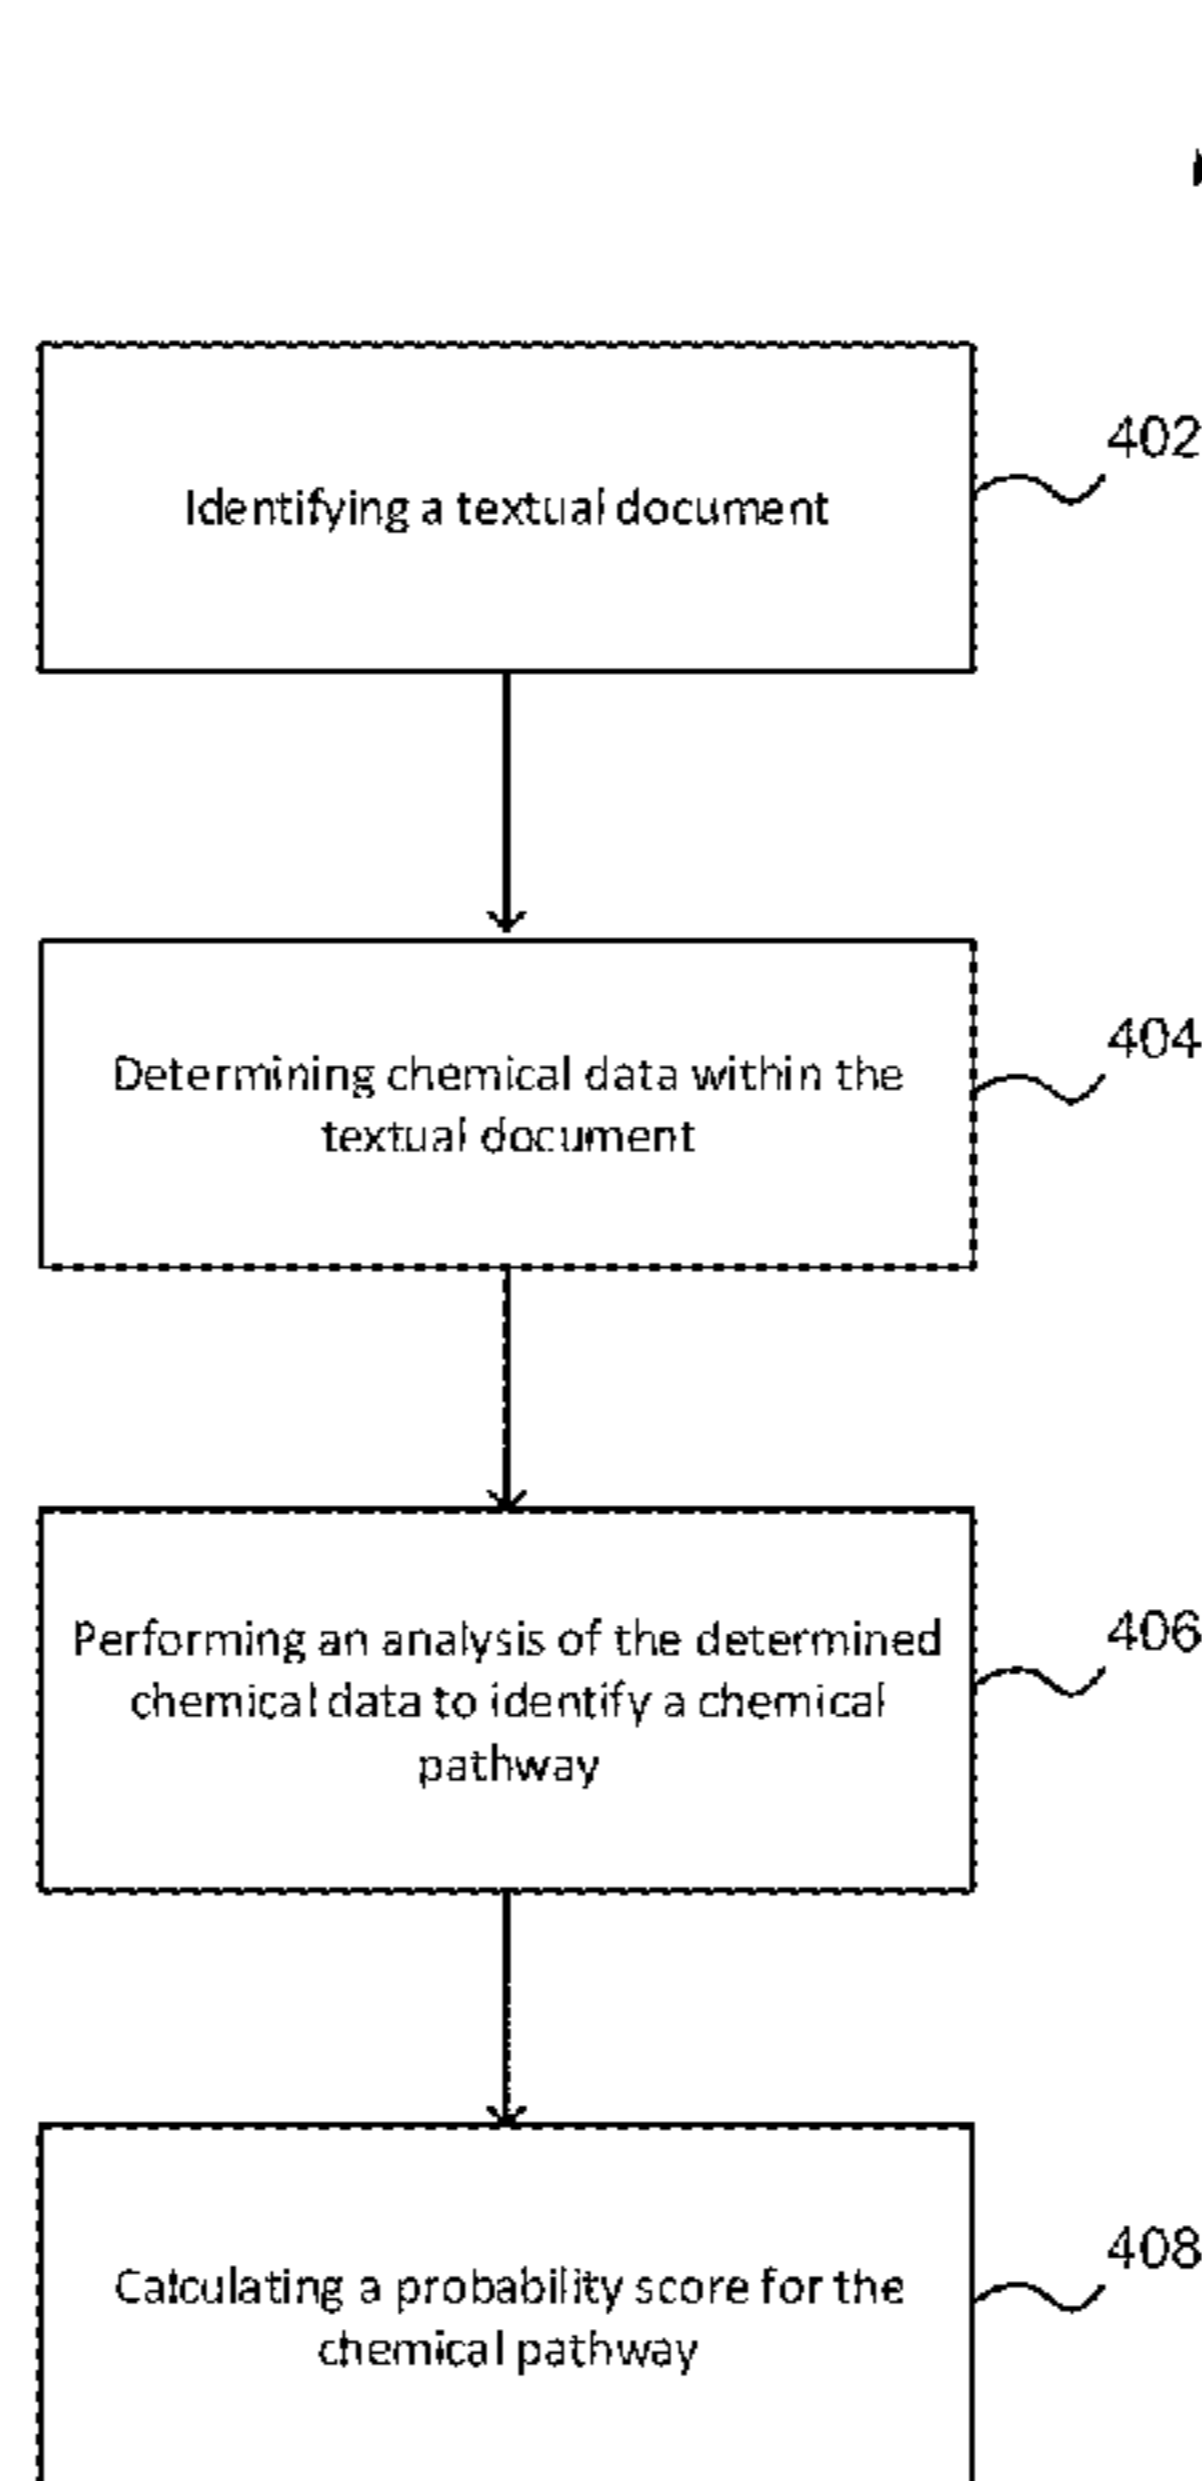 402
Identifying a textual document
404
Determining chemical data within the
textual document
406
Performing an analysis of the determined
chemical data to identify a chemical
pathway
408
Calculating a probability score for the
chemical pathway